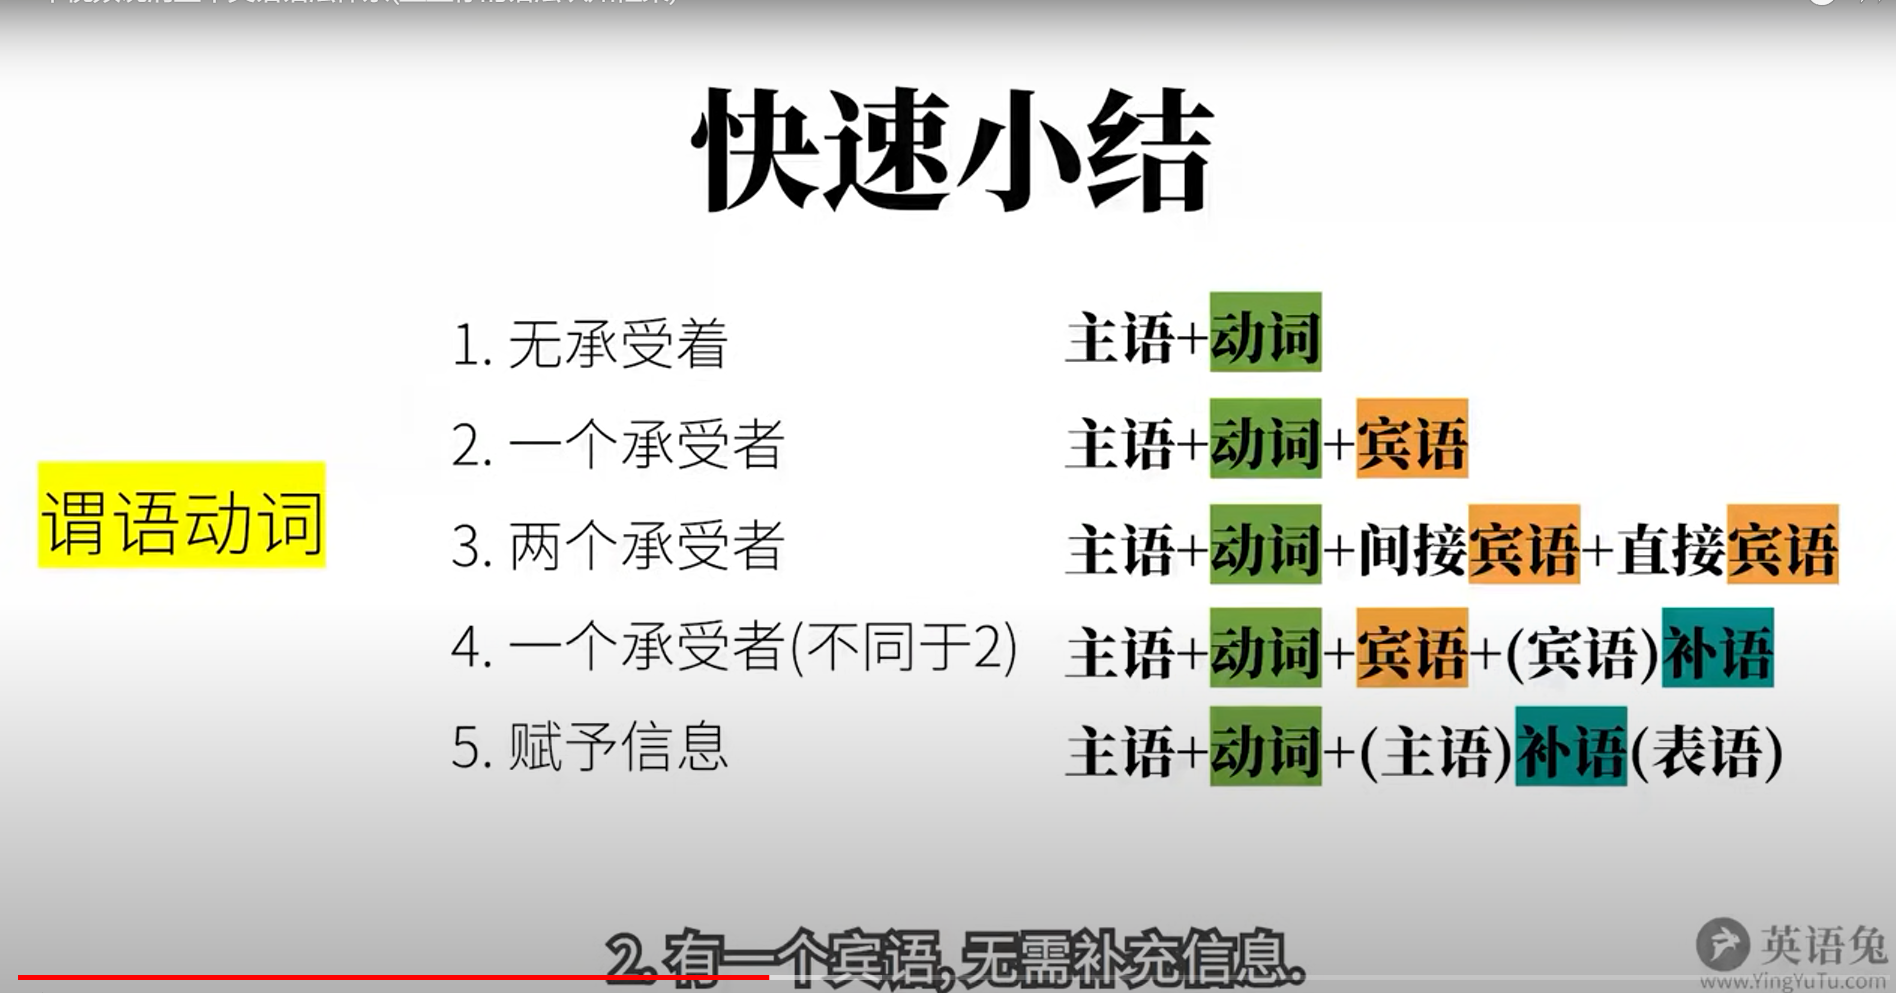 快速小结
谓语动词
1. 无承受着 主语+动词
2. 一个承受者 主语+动词+宾语
3. 两个承受者 主语+动词+间接宾语+直接宾语
4. 一个承受者(不同于2) 主语+动词+宾语+(宾语)补语
5. 赋予信息 主语+动词+(主语)补语(表语)
2. 有一个宾语, 无需补充信息.
英语兔
www.YingYuTu.com